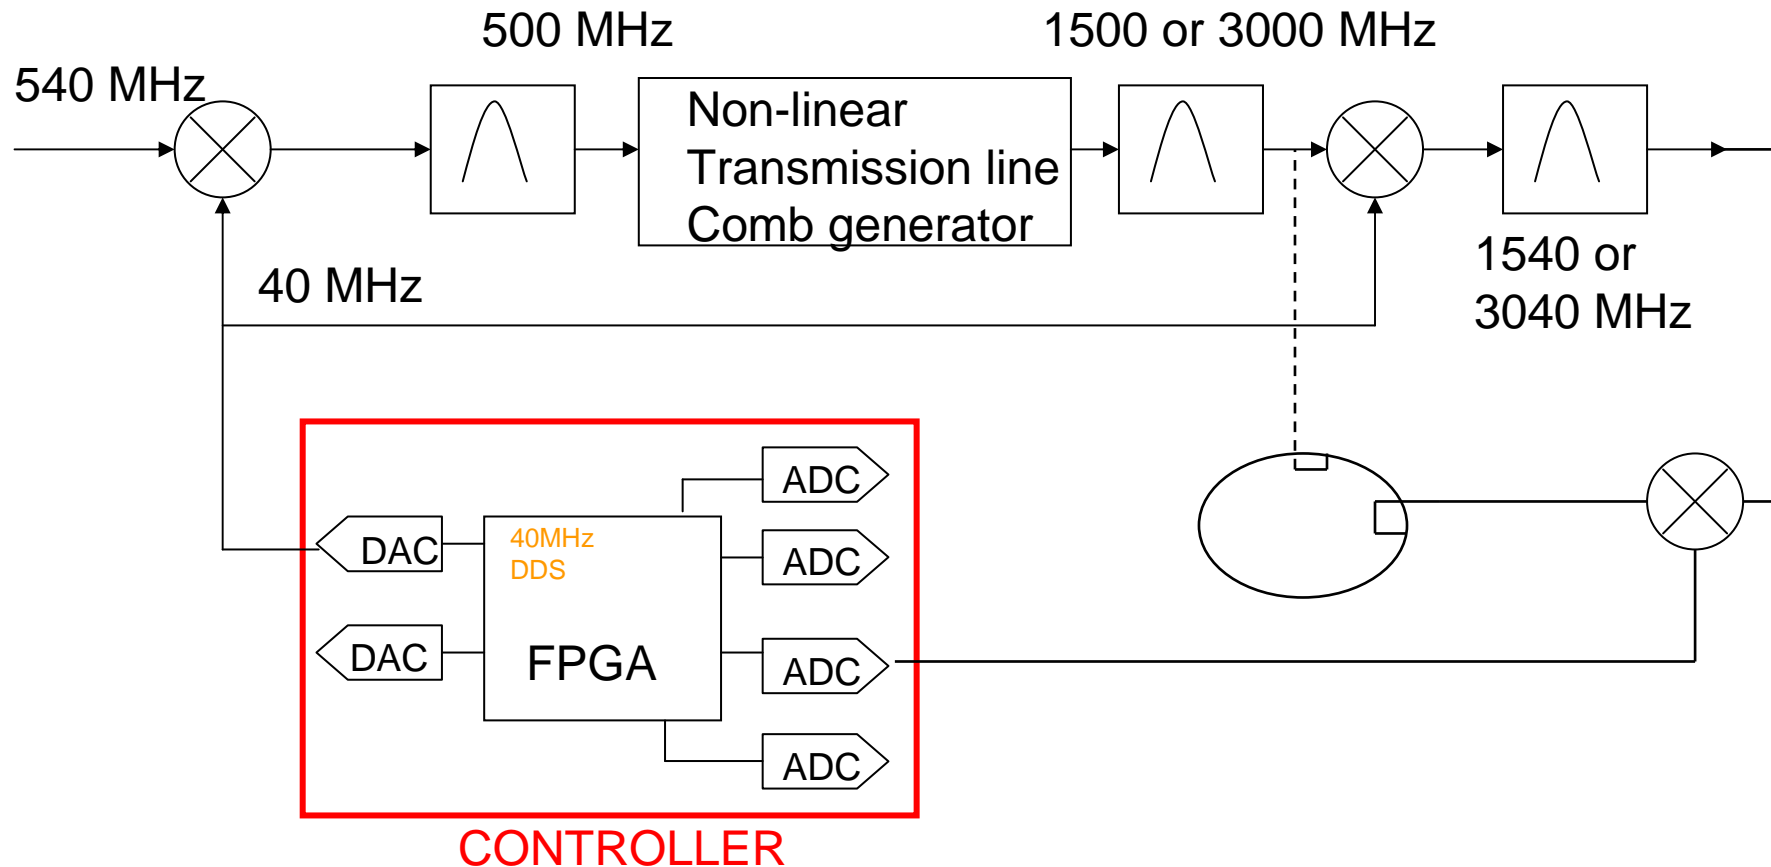 500 MHz
1500 or 3000 MHz
540 MHz
Non-linear
Transmission line
Comb generator
1540 or
3040 MHz
40 MHz
ADC
DAC
40MHz
DDS
ADC
DAC
FPGA
ADC
ADC
CONTROLLER